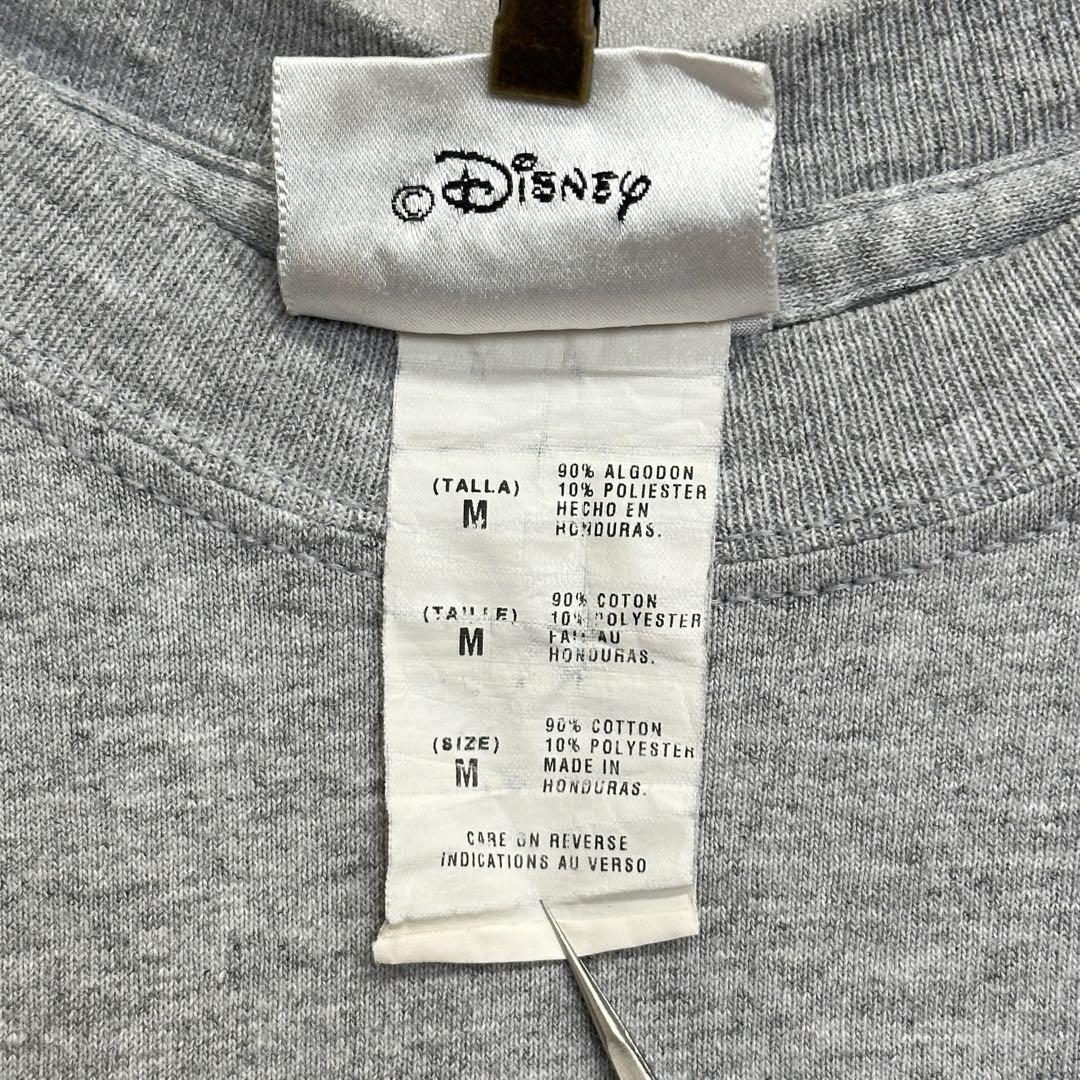 © Disney
(TALLA)
M
90% ALGODON
10% POLIESTER
HECHO EN
HONDURAS.
(TAILLE)
M
90% COTON
10% POLYESTER
FAIT AU
HONDURAS.
(SIZE)
M
90% COTTON
10% POLYESTER
MADE IN
HONDURAS.
CARE ON REVERSE
INDICATIONS AU VERSO